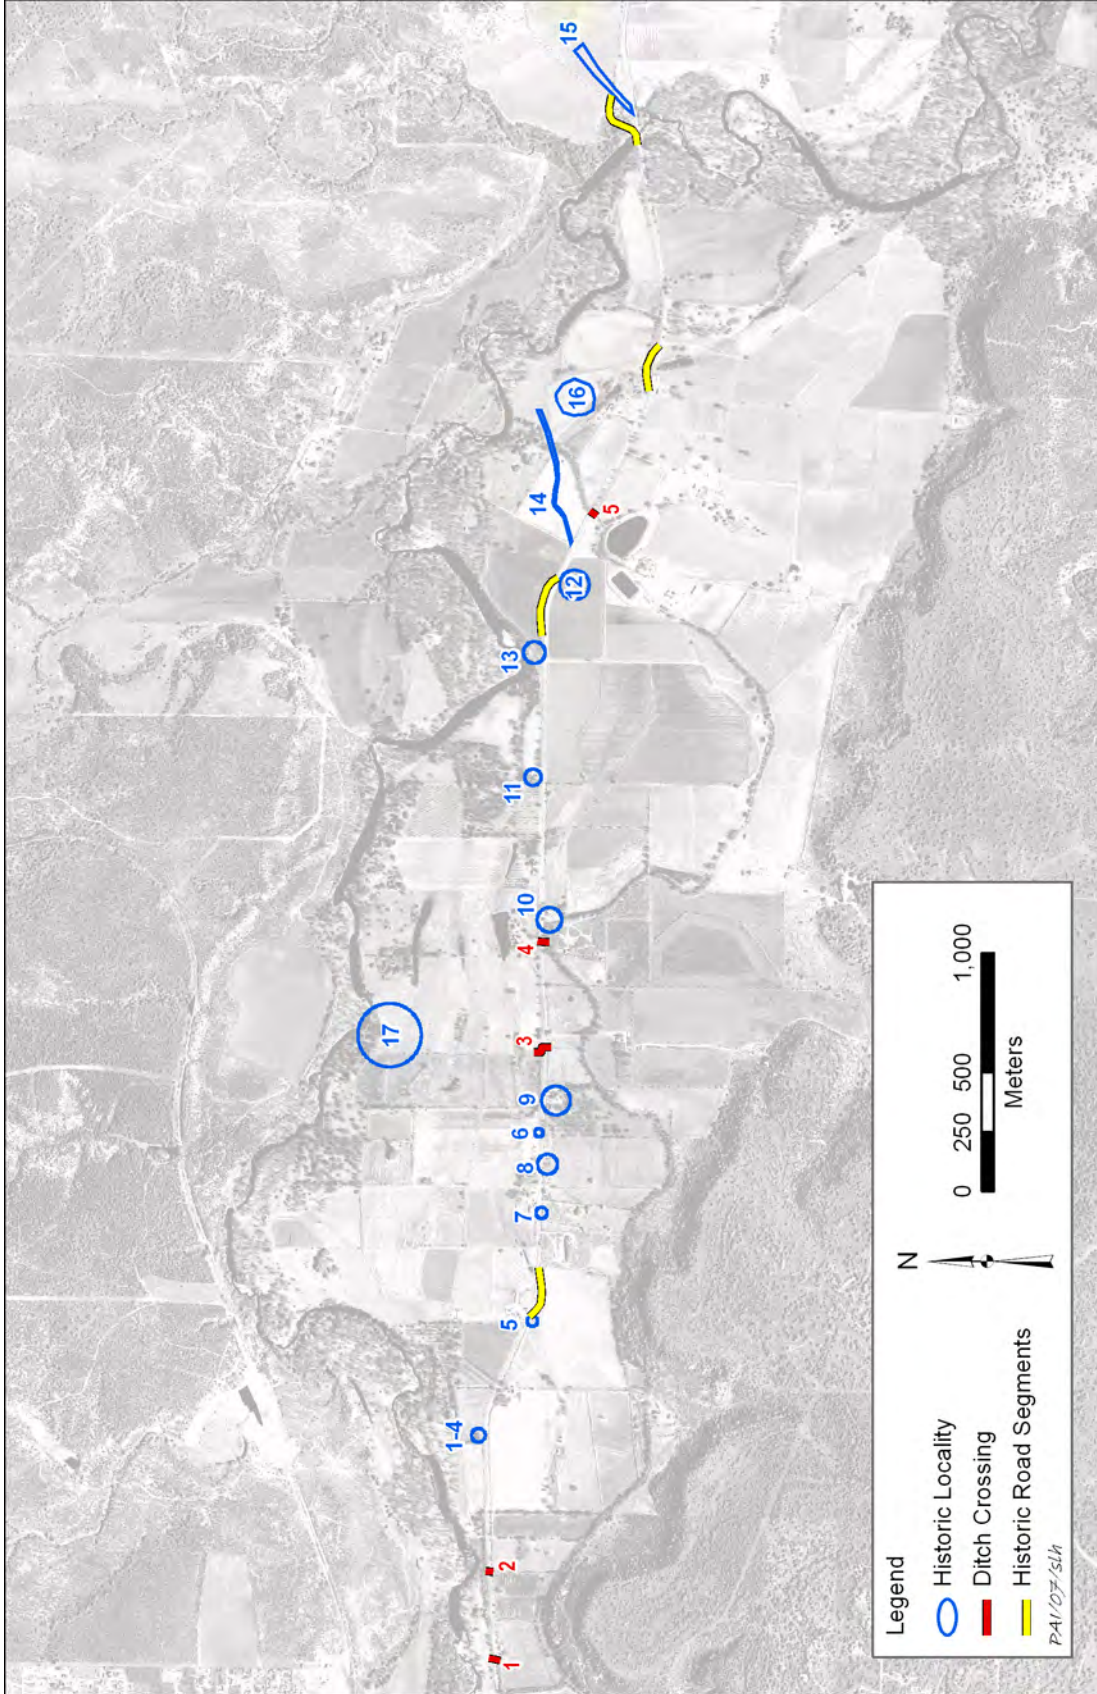 1
2
1-4
5
7
8
6
9
3
17
4
10
11
13
12
14
5
16
15
Legend
Historic Locality
Ditch Crossing
Historic Road Segments
PAI/07/slh
N
0 250 500 1,000
Meters